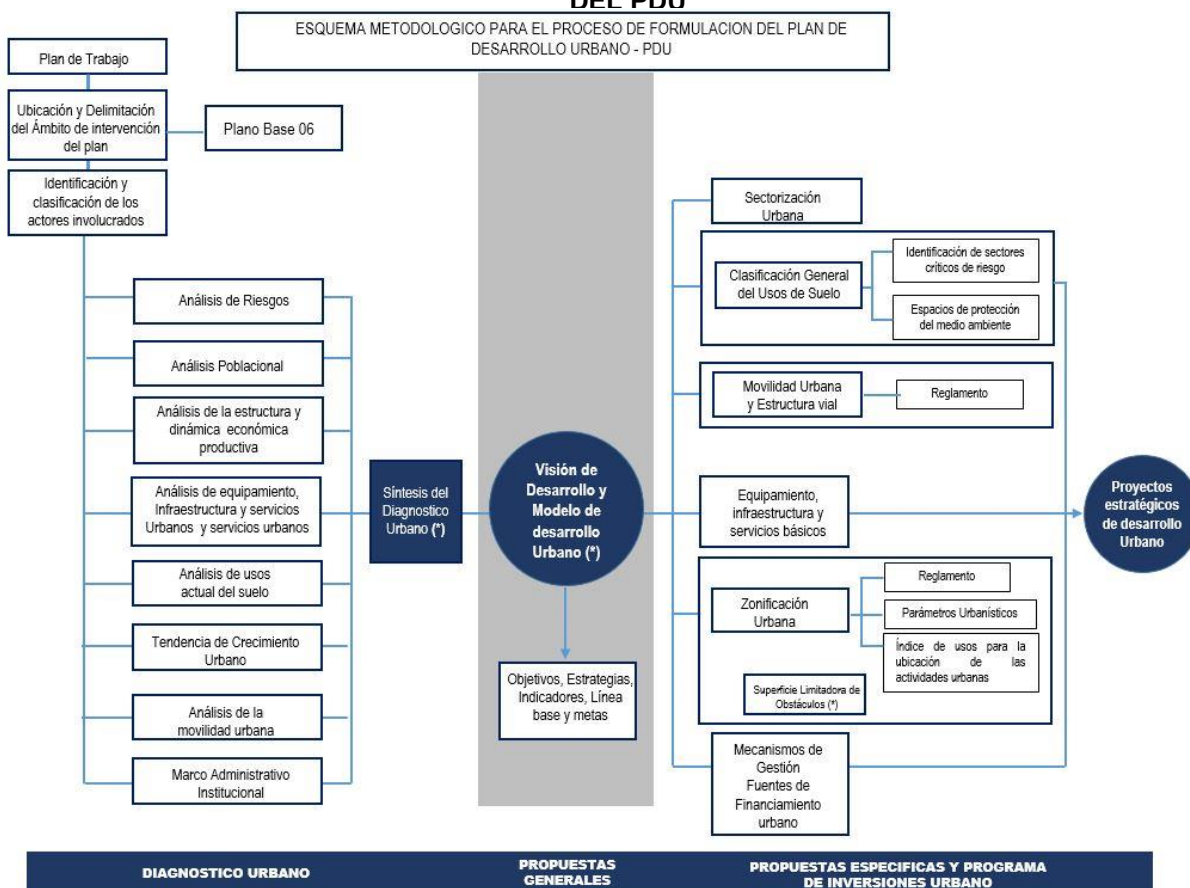 DEL PDU
ESQUEMA METODOLOGICO PARA EL PROCESO DE FORMULACION DEL PLAN DE
DESARROLLO URBANO - PDU
Plan de Trabajo
Ubicación y Delimitación
del Ámbito de intervención
del plan
Plano Base 06
Identificación y
clasificación de los
actores involucrados
Análisis de Riesgos
Análisis Poblacional
Análisis de la estructura y
dinámica económica
productiva
Análisis de equipamiento,
Infraestructura y servicios
Urbanos y servicios urbanos
Análisis de usos
actual del suelo
Tendencia de Crecimiento
Urbano
Análisis de la
movilidad urbana
Marco Administrativo
Institucional
Síntesis del
Diagnostico
Urbano (*)
Visión de
Desarrollo y
Modelo de
desarrollo
Urbano (*)
Objetivos, Estrategias,
Indicadores, Línea
base y metas
Sectorización
Urbana
Clasificación General
del Usos de Suelo
Identificación de sectores
críticos de riesgo
Espacios de protección
del medio ambiente
Movilidad Urbana
y Estructura vial
Reglamento
Equipamiento,
infraestructura y
servicios básicos
Zonificación
Urbana
Reglamento
Parámetros Urbanísticos
Índice de usos para la
ubicación de las
actividades urbanas
Superficie Limitadora de
Obstáculos (*)
Mecanismos de
Gestión
Fuentes de
Financiamiento
urbano
Proyectos
estratégicos
de desarrollo
Urbano
DIAGNOSTICO URBANO
PROPUESTAS
GENERALES
PROPUESTAS ESPECIFICAS Y PROGRAMA
DE INVERSIONES URBANO